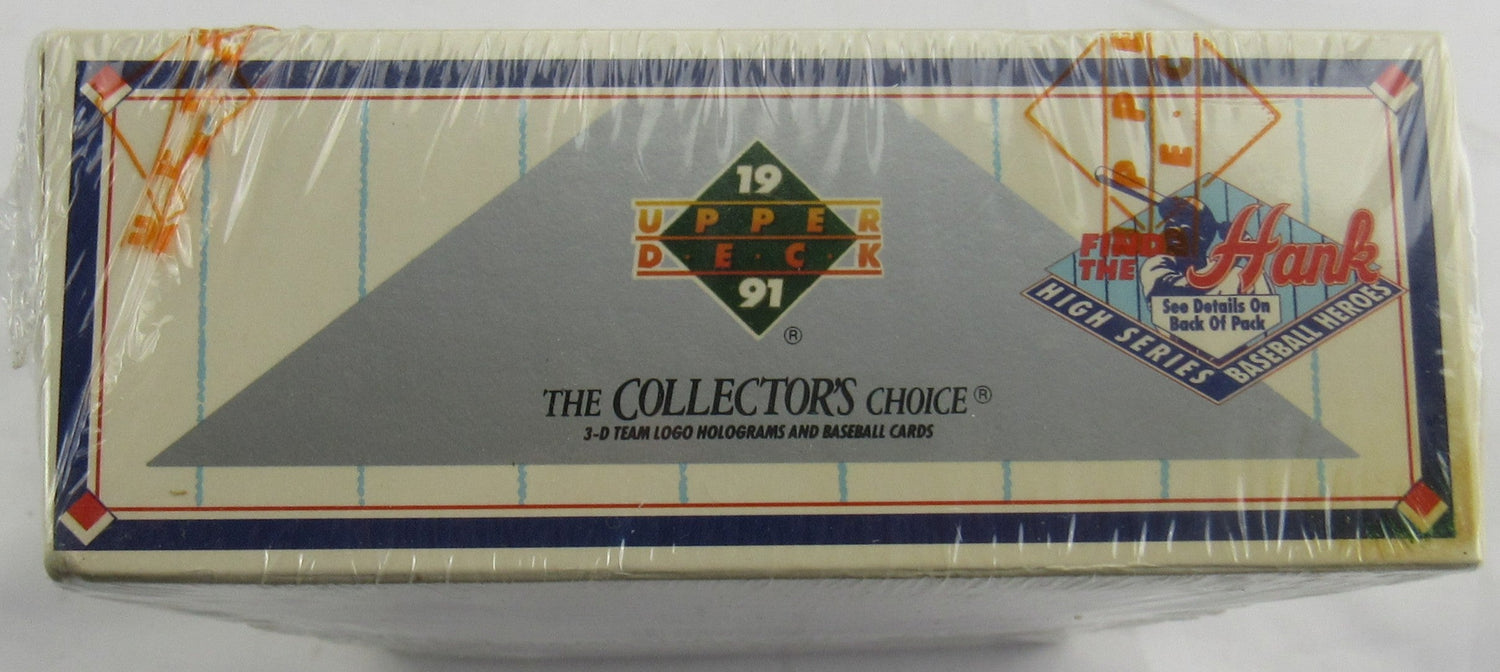 19
UPPER
D·E·C·K
91
®
THE COLLECTOR'S CHOICE ®
3-D TEAM LOGO HOLOGRAMS AND BASEBALL CARDS
FIND THE Hank
See Details On
Back Of Pack
HIGH SERIES
BASEBALL HEROES